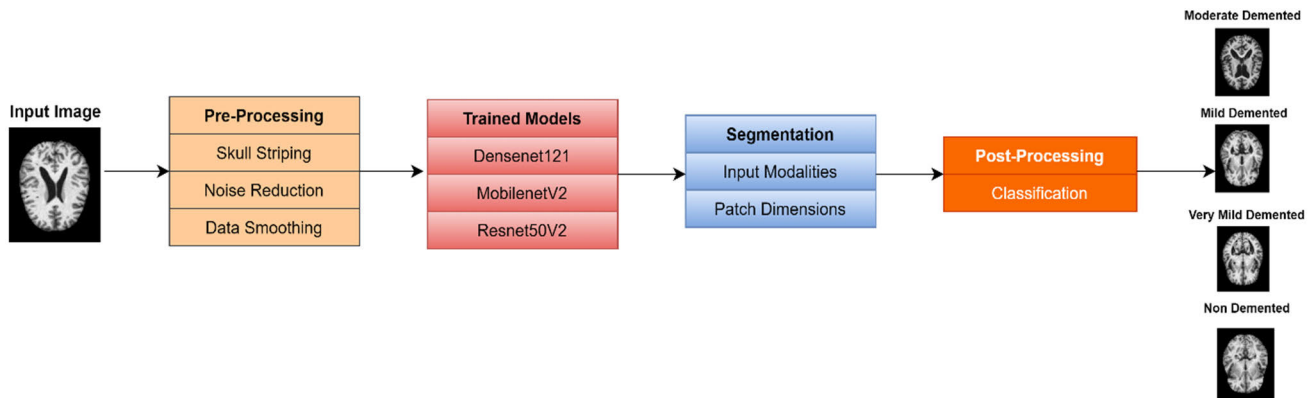 Input Image
Pre-Processing
Skull Striping
Noise Reduction
Data Smoothing
Trained Models
Densenet121
MobilenetV2
Resnet50V2
Segmentation
Input Modalities
Patch Dimensions
Post-Processing
Classification
Moderate Demented
Mild Demented
Very Mild Demented
Non Demented